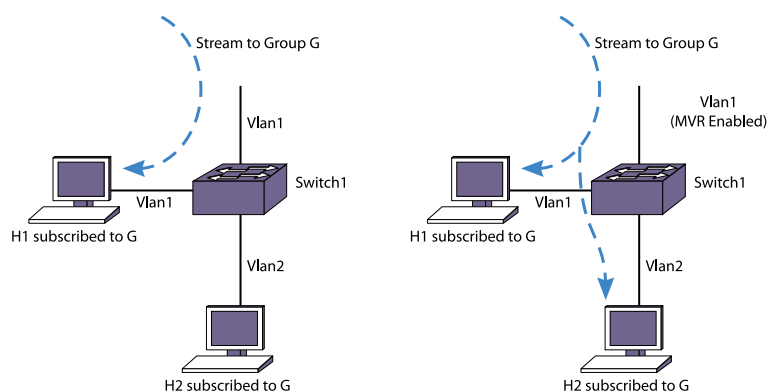 Stream to Group G
Vlan1
Switch1
Vlan1
H1 subscribed to G
Vlan2
H2 subscribed to G
Stream to Group G
Vlan1
(MVR Enabled)
Switch1
Vlan1
H1 subscribed to G
Vlan2
H2 subscribed to G